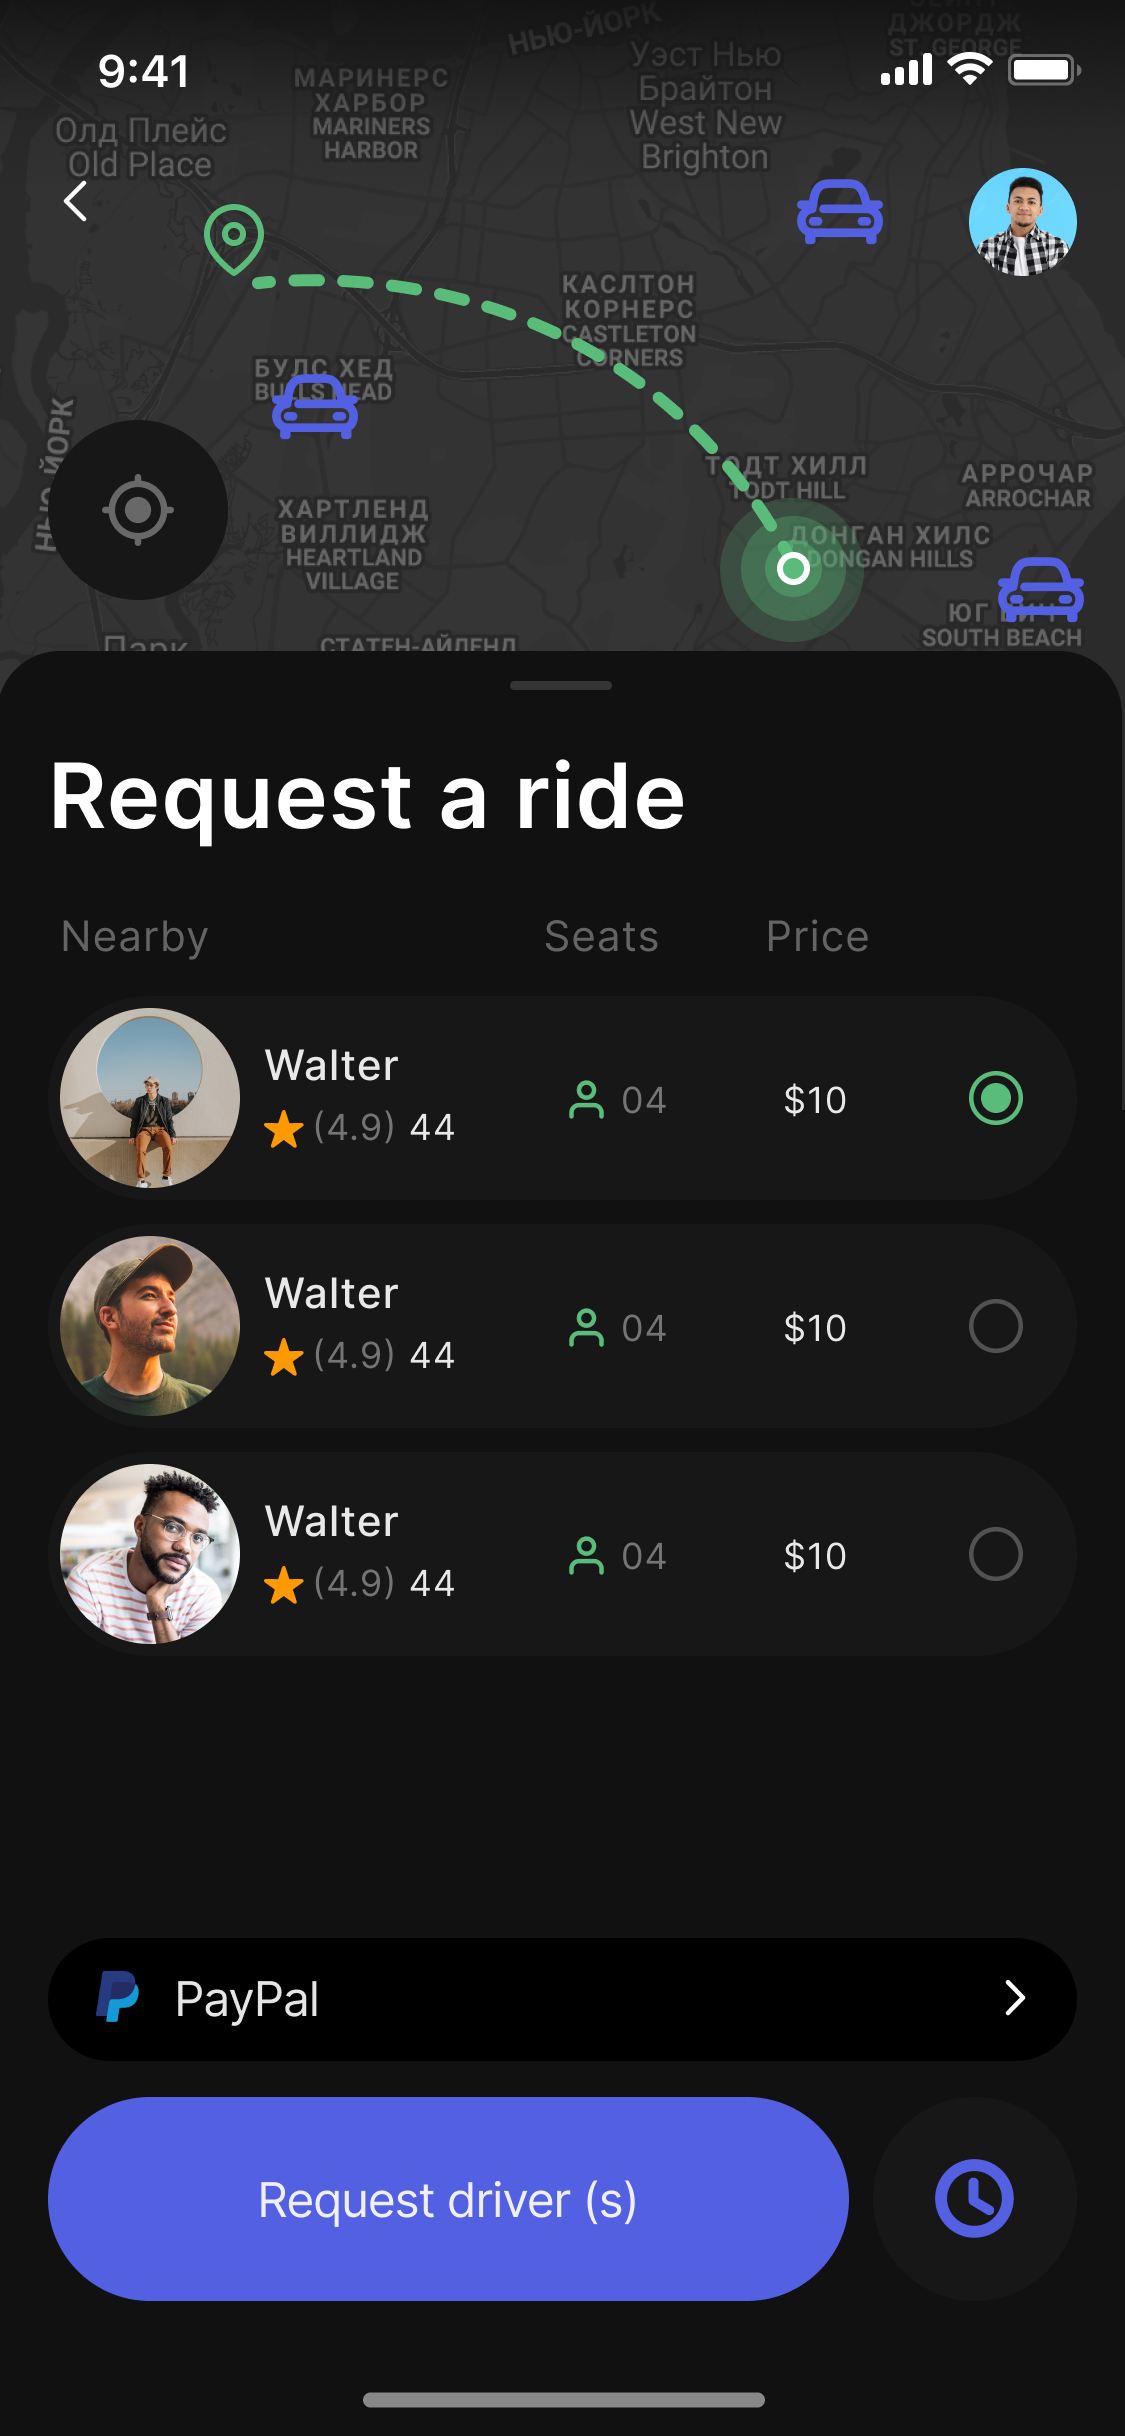 НЬЮ-ЙОРК
ДЖОРДЖ
ST. GEORGE
9:41
МАРИНЕРС
ХАРБОР
MARINERS
HARBOR
Уэст Нью
Брайтон
West New
Brighton
Олд Плейс
Old Place
КАСЛТОН
КОРНЕРС
CASTLETON
CORNERS
БУЛС ХЕД
BULLS HEAD
НЬЮ-ЙОРК
ТОДТ ХИЛЛ
TODT HILL
АРРОЧАР
ARROCHAR
ХАРТЛЕНД
ВИЛЛИДЖ
HEARTLAND
VILLAGE
ДОНГАН ХИЛС
DONGAN HILLS
ЮГ
SOUTH BEACH
Парк
СТАТЕН-АЙЛЕНД
Request a ride
Nearby Seats Price
Walter
(4.9) 44 04 $10
Walter
(4.9) 44 04 $10
Walter
(4.9) 44 04 $10
PayPal
Request driver (s)